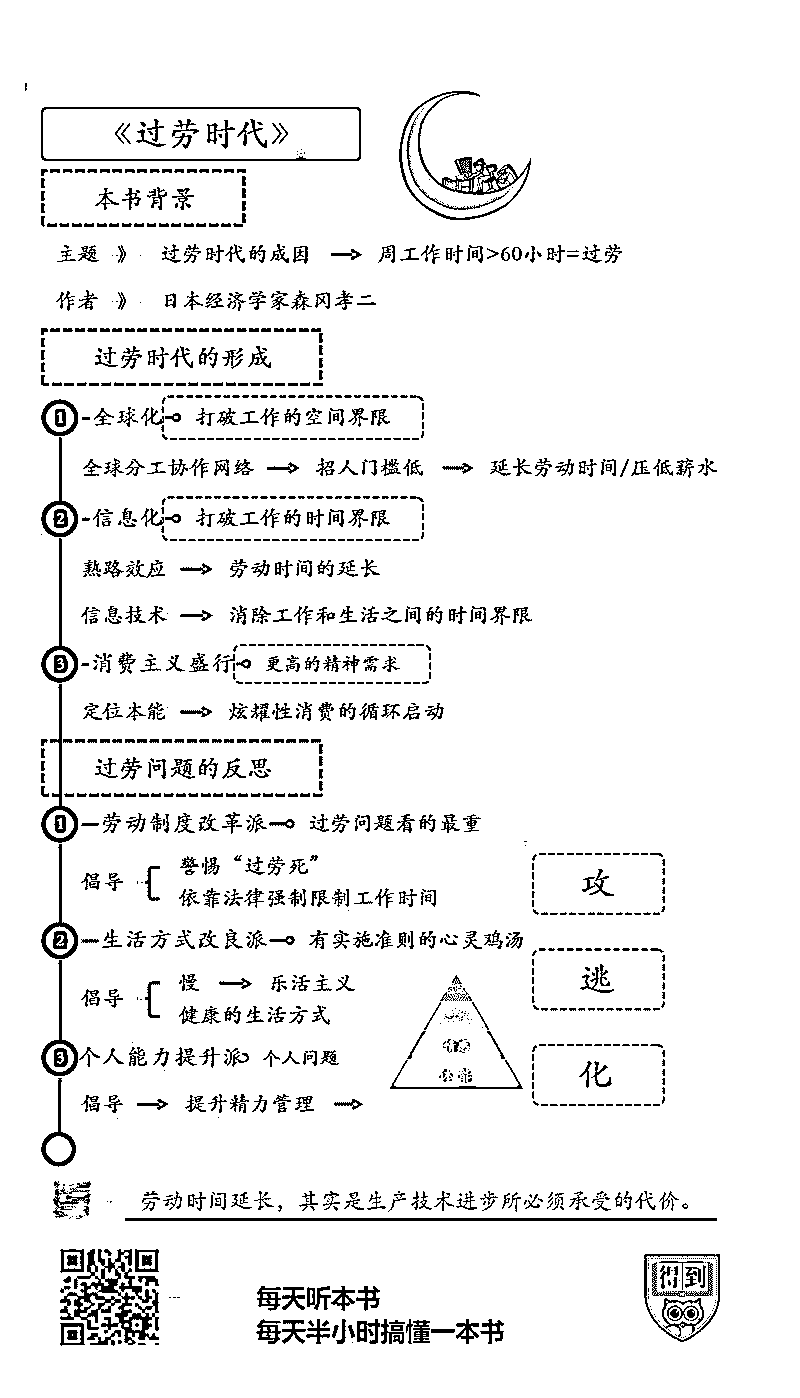 《过劳时代》
本书背景
主题 》 过劳时代的成因 → 周工作时间>60小时=过劳
作者 》 日本经济学家森冈孝二
过劳时代的形成
1 全球化 打破工作的空间界限
全球分工协作网络 → 招人门槛低 → 延长劳动时间/压低薪水
2 信息化 打破工作的时间界限
熟路效应 → 劳动时间的延长
信息技术 → 消除工作和生活之间的时间界限
3 消费主义盛行 更高的精神需求
定位本能 → 炫耀性消费的循环启动
过劳问题的反思
1 劳动制度改革派 过劳问题看的最重
倡导 { 警惕“过劳死”
依靠法律强制限制工作时间
攻
2 生活方式改良派 有实施准则的心灵鸡汤
倡导 { 慢 → 乐活主义
健康的生活方式
逃
3 个人能力提升派 个人问题
倡导 → 提升精力管理 →
体能
化
劳动时间延长，其实是生产技术进步所必须承受的代价。
每天听本书
每天半小时搞懂一本书
得到